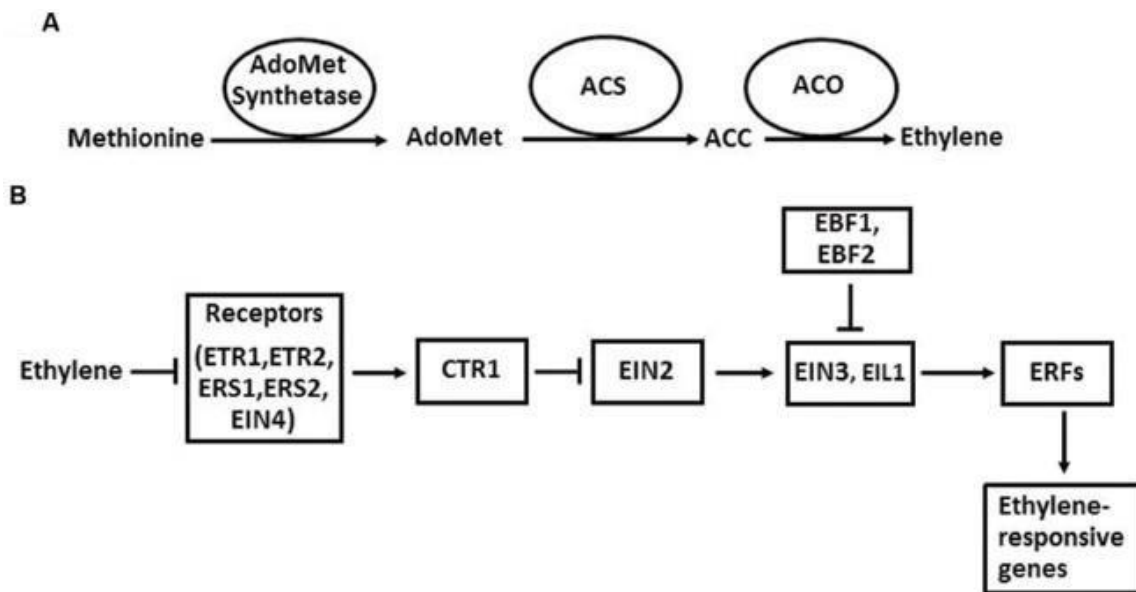 A
AdoMet
Synthetase
ACS
ACO
Methionine
AdoMet
ACC
Ethylene
B
EBF1,
EBF2
Receptors
(ETR1,ETR2,
ERS1,ERS2,
EIN4)
Ethylene
CTR1
EIN2
EIN3, EIL1
ERFs
Ethylene-
responsive
genes